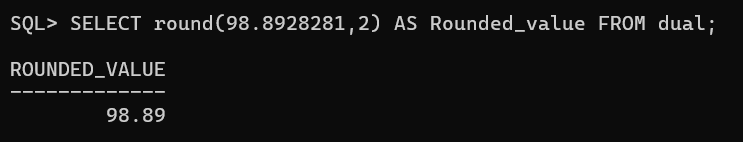 SQL> SELECT round(98.8928281,2) AS Rounded_value FROM dual;
ROUNDED_VALUE
-------------
98.89